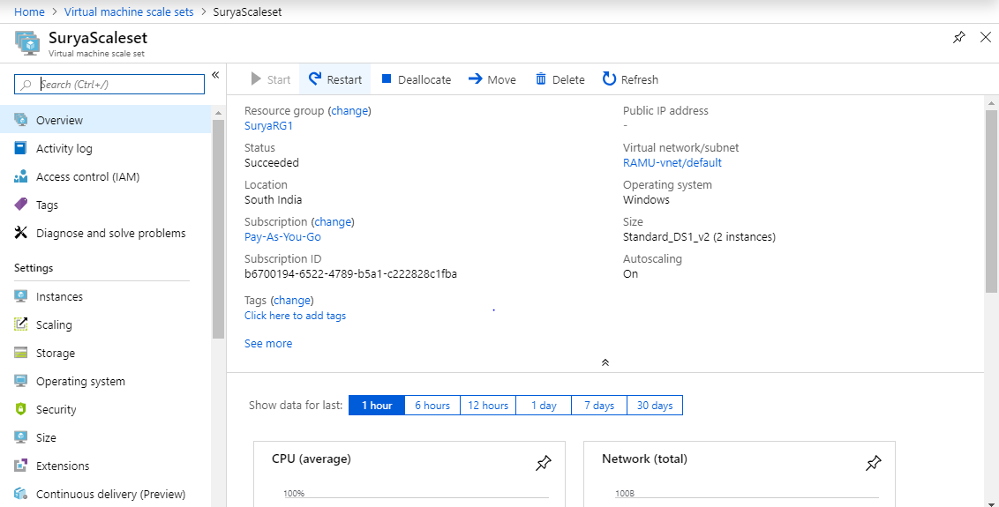 Home > Virtual machine scale sets > SuryaScaleset
SuryaScaleset
Virtual machine scale set
Search (Ctrl+/)
«
Overview
Activity log
Access control (IAM)
Tags
Diagnose and solve problems
Settings
Instances
Scaling
Storage
Operating system
Security
Size
Extensions
Continuous delivery (Preview)
Start Restart Deallocate Move Delete Refresh
Resource group (change)
SuryaRG1
Status
Succeeded
Location
South India
Subscription (change)
Pay-As-You-Go
Subscription ID
b6700194-6522-4789-b5a1-c222828c1fba
Tags (change)
Click here to add tags
See more
Public IP address
-
Virtual network/subnet
RAMU-vnet/default
Operating system
Windows
Size
Standard_DS1_v2 (2 instances)
Autoscaling
On
Show data for last: 1 hour 6 hours 12 hours 1 day 7 days 30 days
CPU (average)
100%
Network (total)
100B